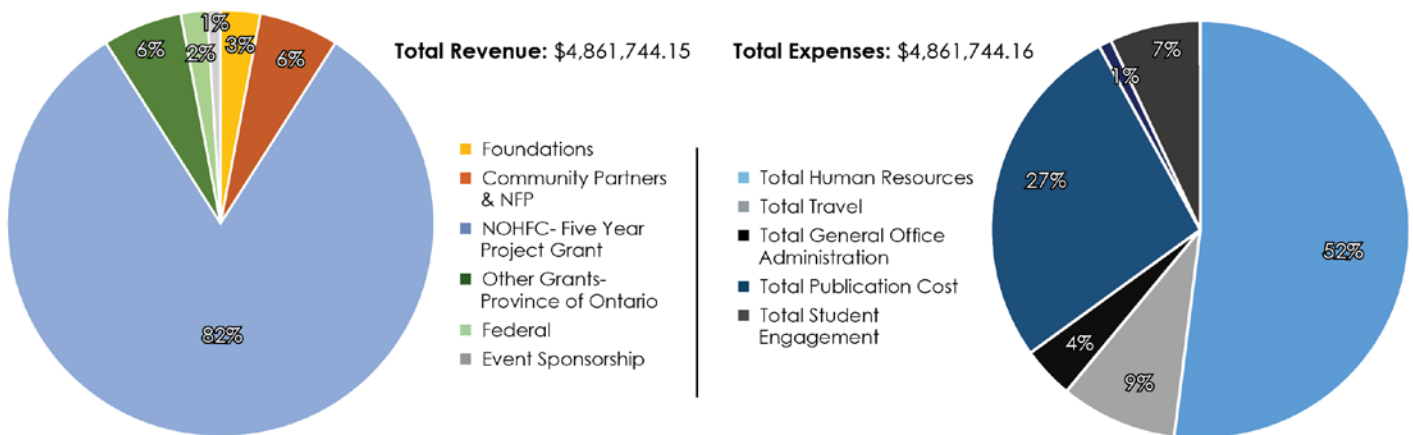 Total Revenue: $4,861,744.15
Total Expenses: $4,861,744.16
6%
2%
1%
3%
6%
82%
Foundations
Community Partners
& NFP
NOHFC- Five Year
Project Grant
Other Grants-
Province of Ontario
Federal
Event Sponsorship
Total Human Resources
Total Travel
Total General Office
Administration
Total Publication Cost
Total Student
Engagement
7%
1%
27%
52%
4%
9%